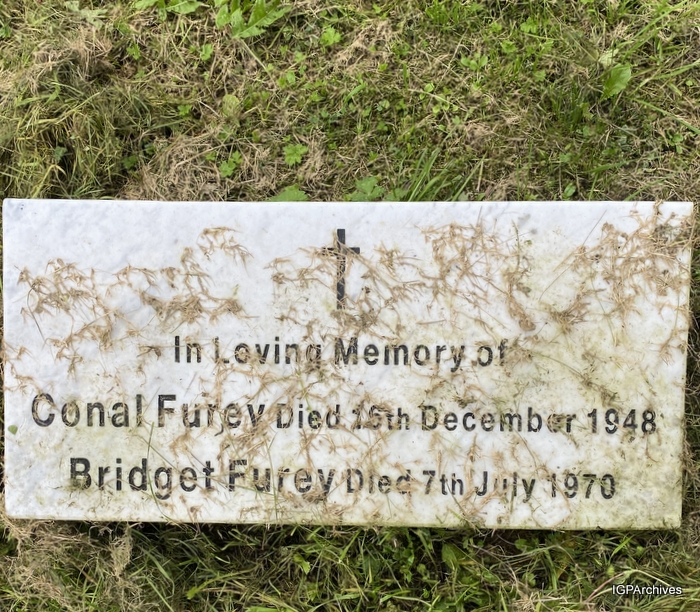 In Loving Memory of
Conal Furey Died 15th December 1948
Bridget Furey Died 7th July 1970
IGPArchives